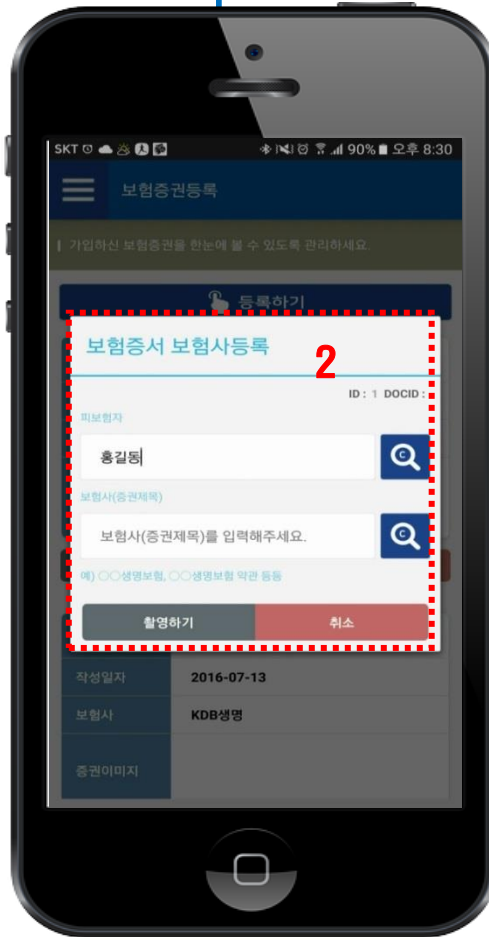 SKT 90% 오후 8:30
보험증권등록
가입하신 보험증권을 한눈에 볼 수 있도록 관리하세요.
등록하기
보험증서 보험사등록
2
ID : 1 DOCID :
피보험자
홍길동
보험사(증권제목)
보험사(증권제목)를 입력해주세요.
예) ○○생명보험, ○○생명보험 약관 등등
촬영하기 취소
작성일자 2016-07-13
보험사 KDB생명
증권이미지